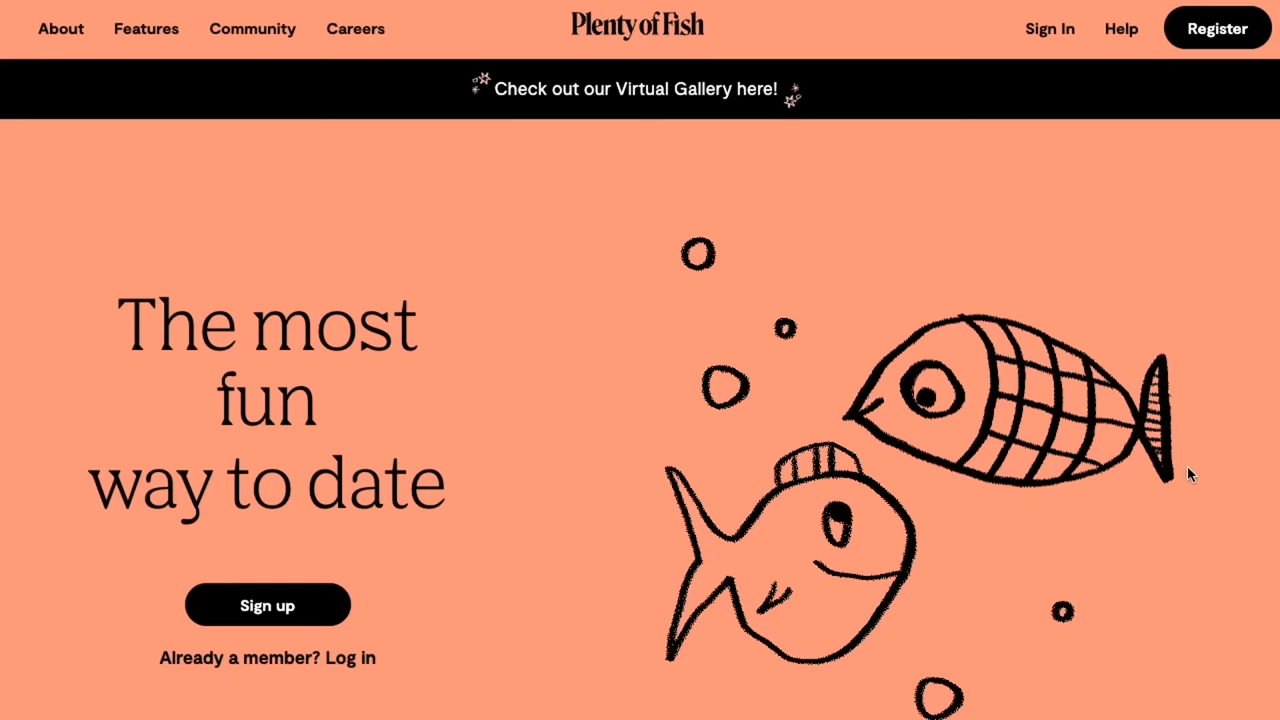 About Features Community Careers Plenty of Fish Sign In Help Register
Check out our Virtual Gallery here!
The most
fun
way to date
Sign up
Already a member? Log in